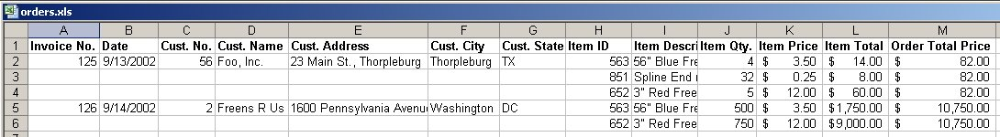 orders.xls
A B C D E F G H I J K L M
1 Invoice No. Date Cust. No. Cust. Name Cust. Address Cust. City Cust. State Item ID Item Descri Item Qty. Item Price Item Total Order Total Price
2 125 9/13/2002 56 Foo, Inc. 23 Main St., Thorpleburg Thorpleburg TX 563 56" Blue Fre 4 $ 3.50 $ 14.00 $ 82.00
3 851 Spline End 32 $ 0.25 $ 8.00 $ 82.00
4 652 3" Red Free 5 $ 12.00 $ 60.00 $ 82.00
5 126 9/14/2002 2 Freens R Us 1600 Pennsylvania Avenu Washington DC 563 56" Blue Fre 500 $ 3.50 $1,750.00 $ 10,750.00
6 652 3" Red Free 750 $ 12.00 $9,000.00 $ 10,750.00